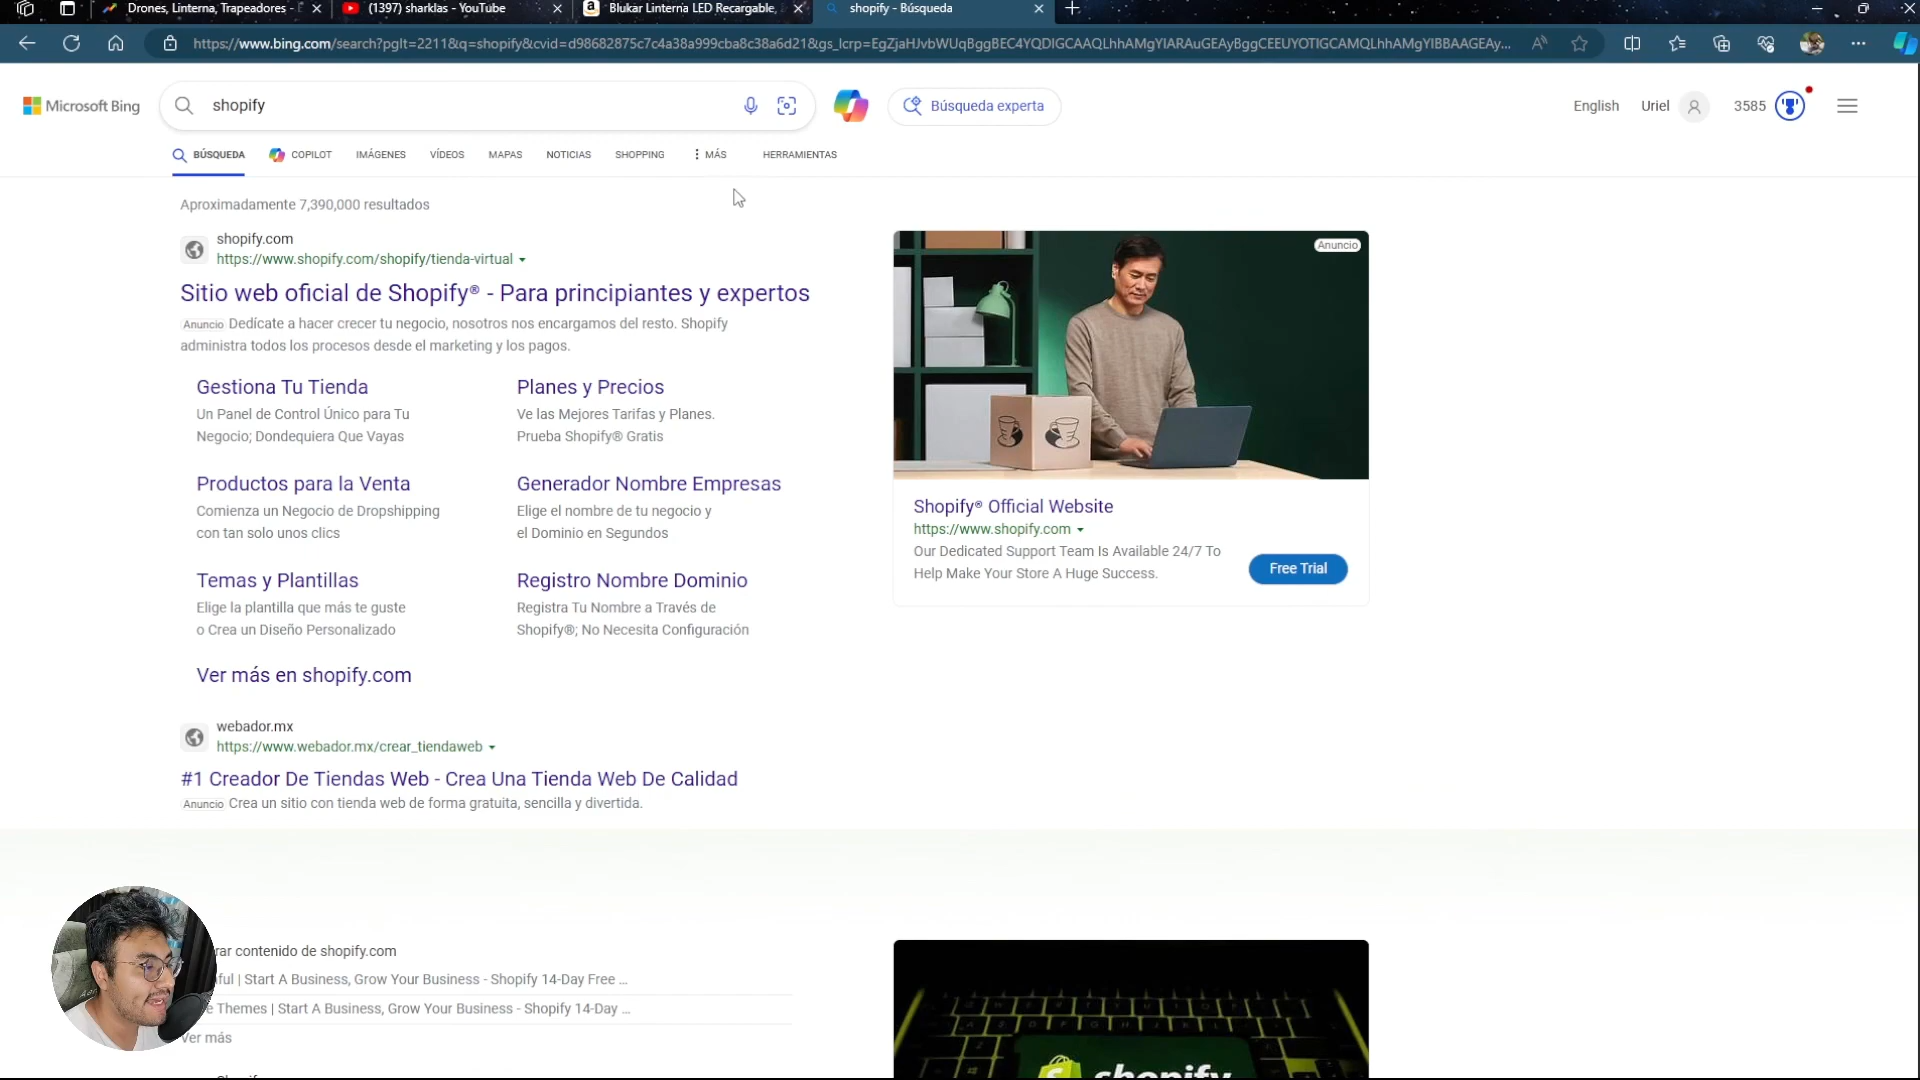 Drones, Linterna, Trapeadores -
(1397) sharklas - YouTube
Blukar Linterna LED Recargable,
shopify - Búsqueda
https://www.bing.com/search?pglt=2211&q=shopify&cvid=d98682875c7c4a38a999cba8c38a6d21&gs_lcrp=EgZjaHJvbWUqBggBEC4YQDIGCAAQLhhAMgYIARAuGEAyBggCEEUYOTIGCAMQLhhAMgYIBBAAGEAy...
Microsoft Bing
shopify
Búsqueda experta
English
Uriel
3585
BÚSQUEDA
COPILOT
IMÁGENES
VÍDEOS
MAPAS
NOTICIAS
SHOPPING
MÁS
HERRAMIENTAS
Aproximadamente 7,390,000 resultados
shopify.com
https://www.shopify.com/shopify/tienda-virtual
Sitio web oficial de Shopify® - Para principiantes y expertos
Anuncio Dedícate a hacer crecer tu negocio, nosotros nos encargamos del resto. Shopify
administra todos los procesos desde el marketing y los pagos.
Gestiona Tu Tienda
Un Panel de Control Único para Tu
Negocio; Dondequiera Que Vayas
Planes y Precios
Ve las Mejores Tarifas y Planes.
Prueba Shopify® Gratis
Productos para la Venta
Comienza un Negocio de Dropshipping
con tan solo unos clics
Generador Nombre Empresas
Elige el nombre de tu negocio y
el Dominio en Segundos
Temas y Plantillas
Elige la plantilla que más te guste
o Crea un Diseño Personalizado
Registro Nombre Dominio
Registra Tu Nombre a Través de
Shopify®; No Necesita Configuración
Ver más en shopify.com
webador.mx
https://www.webador.mx/crear_tiendaweb
#1 Creador De Tiendas Web - Crea Una Tienda Web De Calidad
Anuncio Crea un sitio con tienda web de forma gratuita, sencilla y divertida.
Anuncio
Shopify® Official Website
https://www.shopify.com
Our Dedicated Support Team Is Available 24/7 To
Help Make Your Store A Huge Success.
Free Trial
rar contenido de shopify.com
ful | Start A Business, Grow Your Business - Shopify 14-Day Free ...
e Themes | Start A Business, Grow Your Business - Shopify 14-Day ...
Ver más
shopify